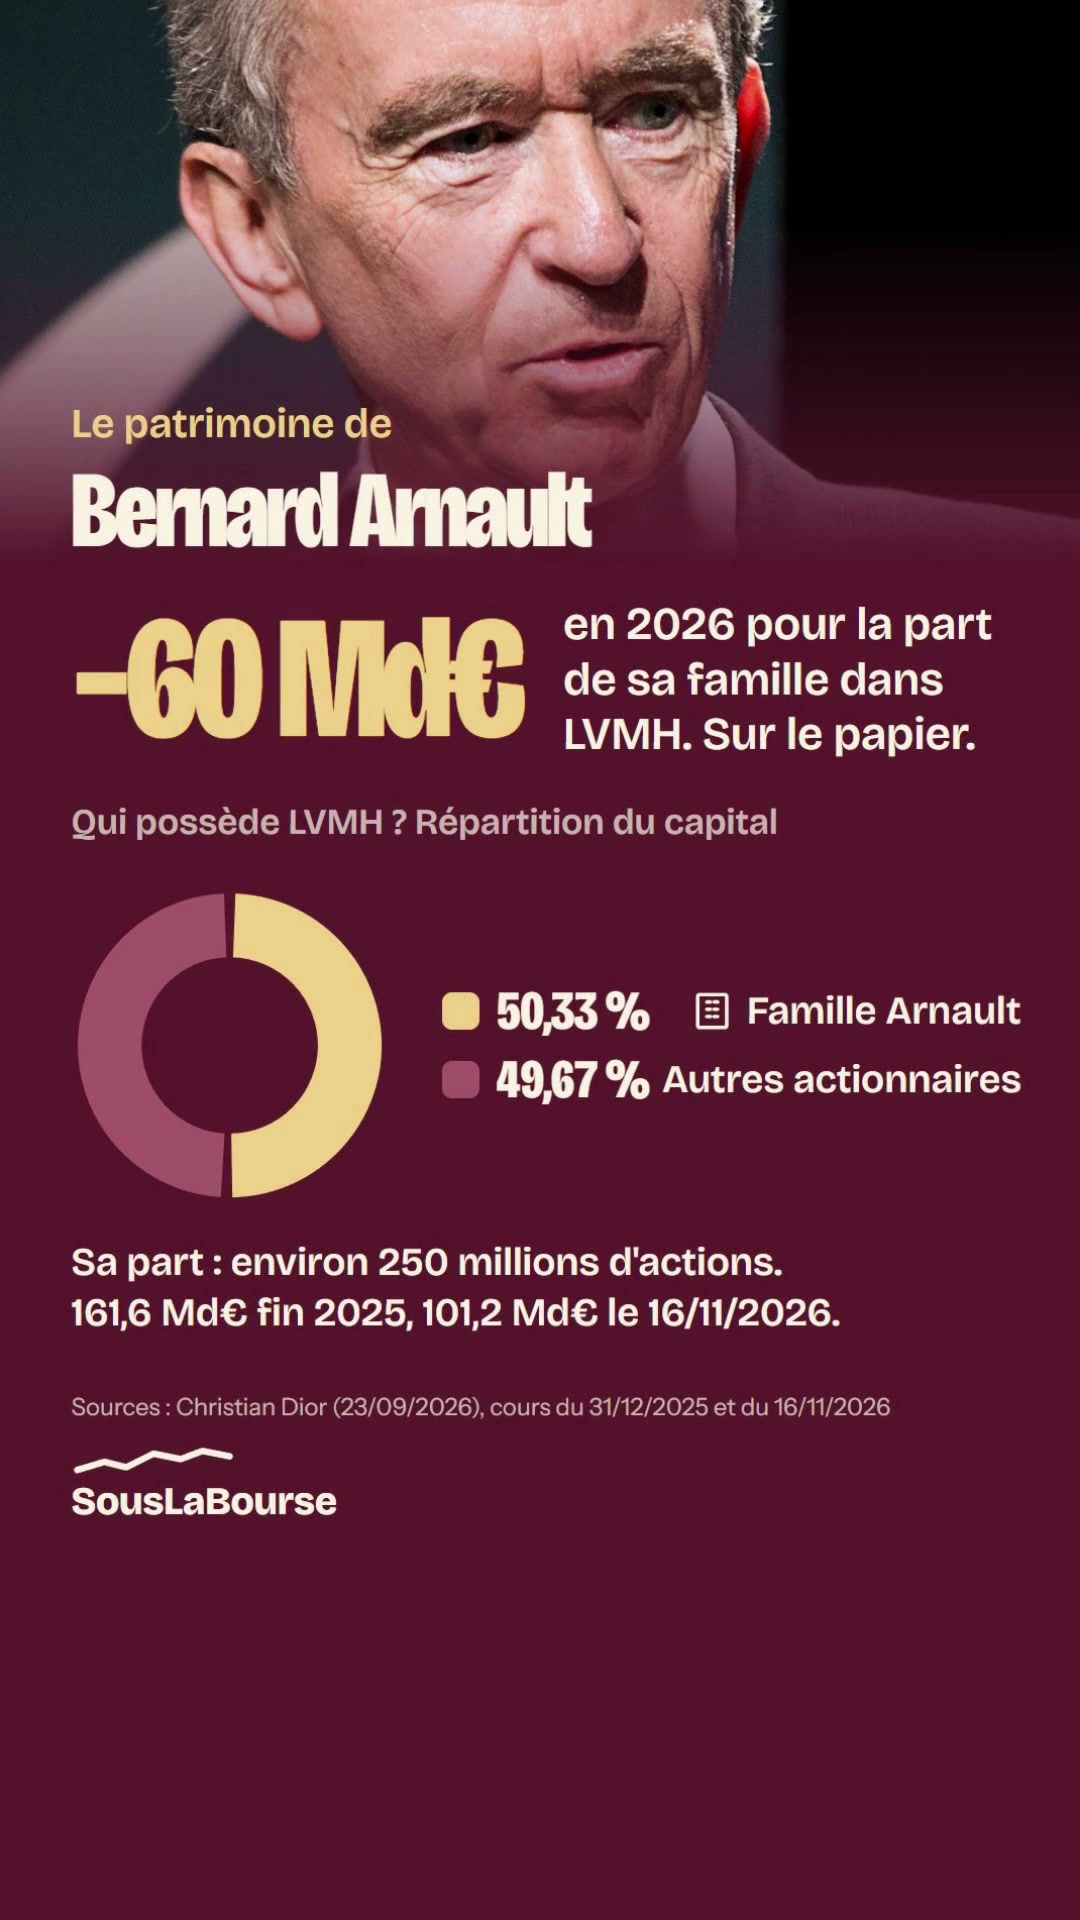 Le patrimoine de
Bernard Arnault
−60 Md€
en 2026 pour la part
de sa famille dans
LVMH. Sur le papier.
Qui possède LVMH ? Répartition du capital
50,33 % Famille Arnault
49,67 % Autres actionnaires
Sa part : environ 250 millions d'actions.
161,6 Md€ fin 2025, 101,2 Md€ le 16/11/2026.
Sources : Christian Dior (23/09/2026), cours du 31/12/2025 et du 16/11/2026
SousLaBourse